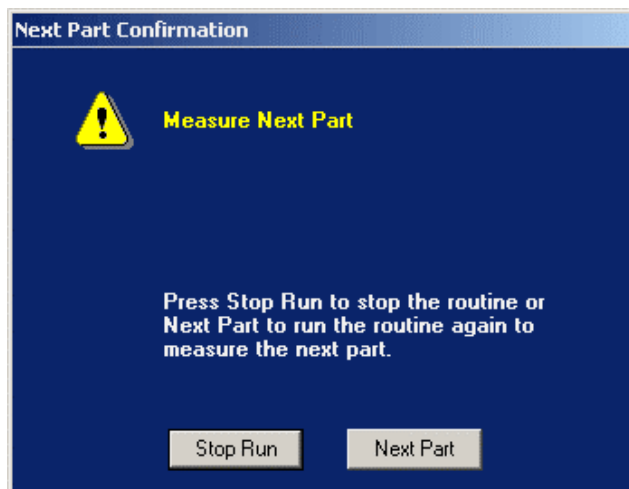 Next Part Confirmation
Measure Next Part
Press Stop Run to stop the routine or
Next Part to run the routine again to
measure the next part.
Stop Run
Next Part